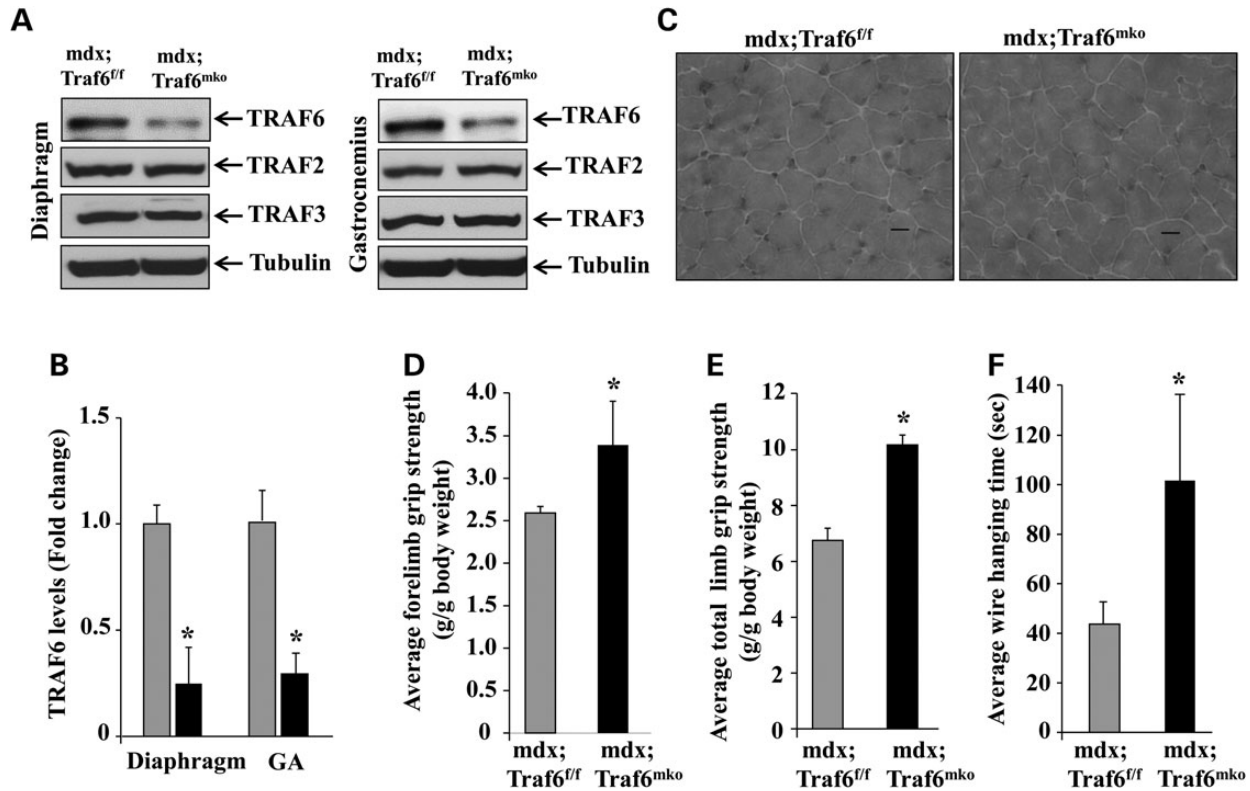 A
mdx;
Traf6f/f
mdx;
Traf6mko
Diaphragm
TRAF6
TRAF2
TRAF3
Tubulin
mdx;
Traf6f/f
mdx;
Traf6mko
Gastrocnemius
TRAF6
TRAF2
TRAF3
Tubulin
C
mdx;Traf6f/f
mdx;Traf6mko
B
TRAF6 levels (Fold change)
1.5
1.0
0.5
0
Diaphragm
GA
*
*
D
Average forelimb grip strength
(g/g body weight)
4.0
3.5
3.0
2.5
2.0
1.5
1.0
0.5
0
*
mdx;
Traf6f/f
mdx;
Traf6mko
E
Average total limb grip strength
(g/g body weight)
12
10
8
6
4
2
0
*
mdx;
Traf6f/f
mdx;
Traf6mko
F
Average wire hanging time (sec)
140
120
100
80
60
40
20
0
*
mdx;
Traf6f/f
mdx;
Traf6mko